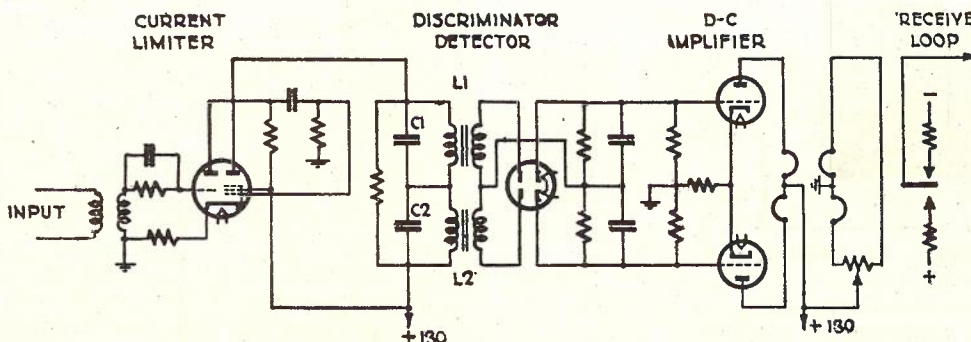 CURRENT
LIMITER
DISCRIMINATOR
DETECTOR
D-C
AMPLIFIER
RECEIVE
LOOP
L1
C1
C2
L2
INPUT
+130
+130
-
+